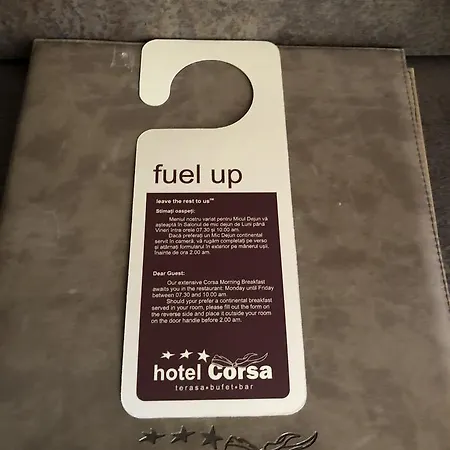 fuel up
leave the rest to us
Stimați oaspeți:
Meniul nostru variat pentru Micul Dejun vă
așteaptă în Salonul de mic dejun de Luni până
Vineri între orele 07.30 și 10.00 am.
Dacă preferați un Mic Dejun continental
servit în cameră, vă rugăm completați pe verso
și atârnați formularul în exterior pe mânerul ușii,
înainte de ora 2.00 am.
Dear Guest:
Our extensive Corsa Morning Breakfast
awaits you in the restaurant: Monday until Friday
between 07.30 and 10.00 am.
Should your prefer a continental breakfast
served in your room, please fill out the form on
the reverse side and place it outside your room
on the door handle before 2.00 am.
hotel Corsa
terasa•bufet•bar